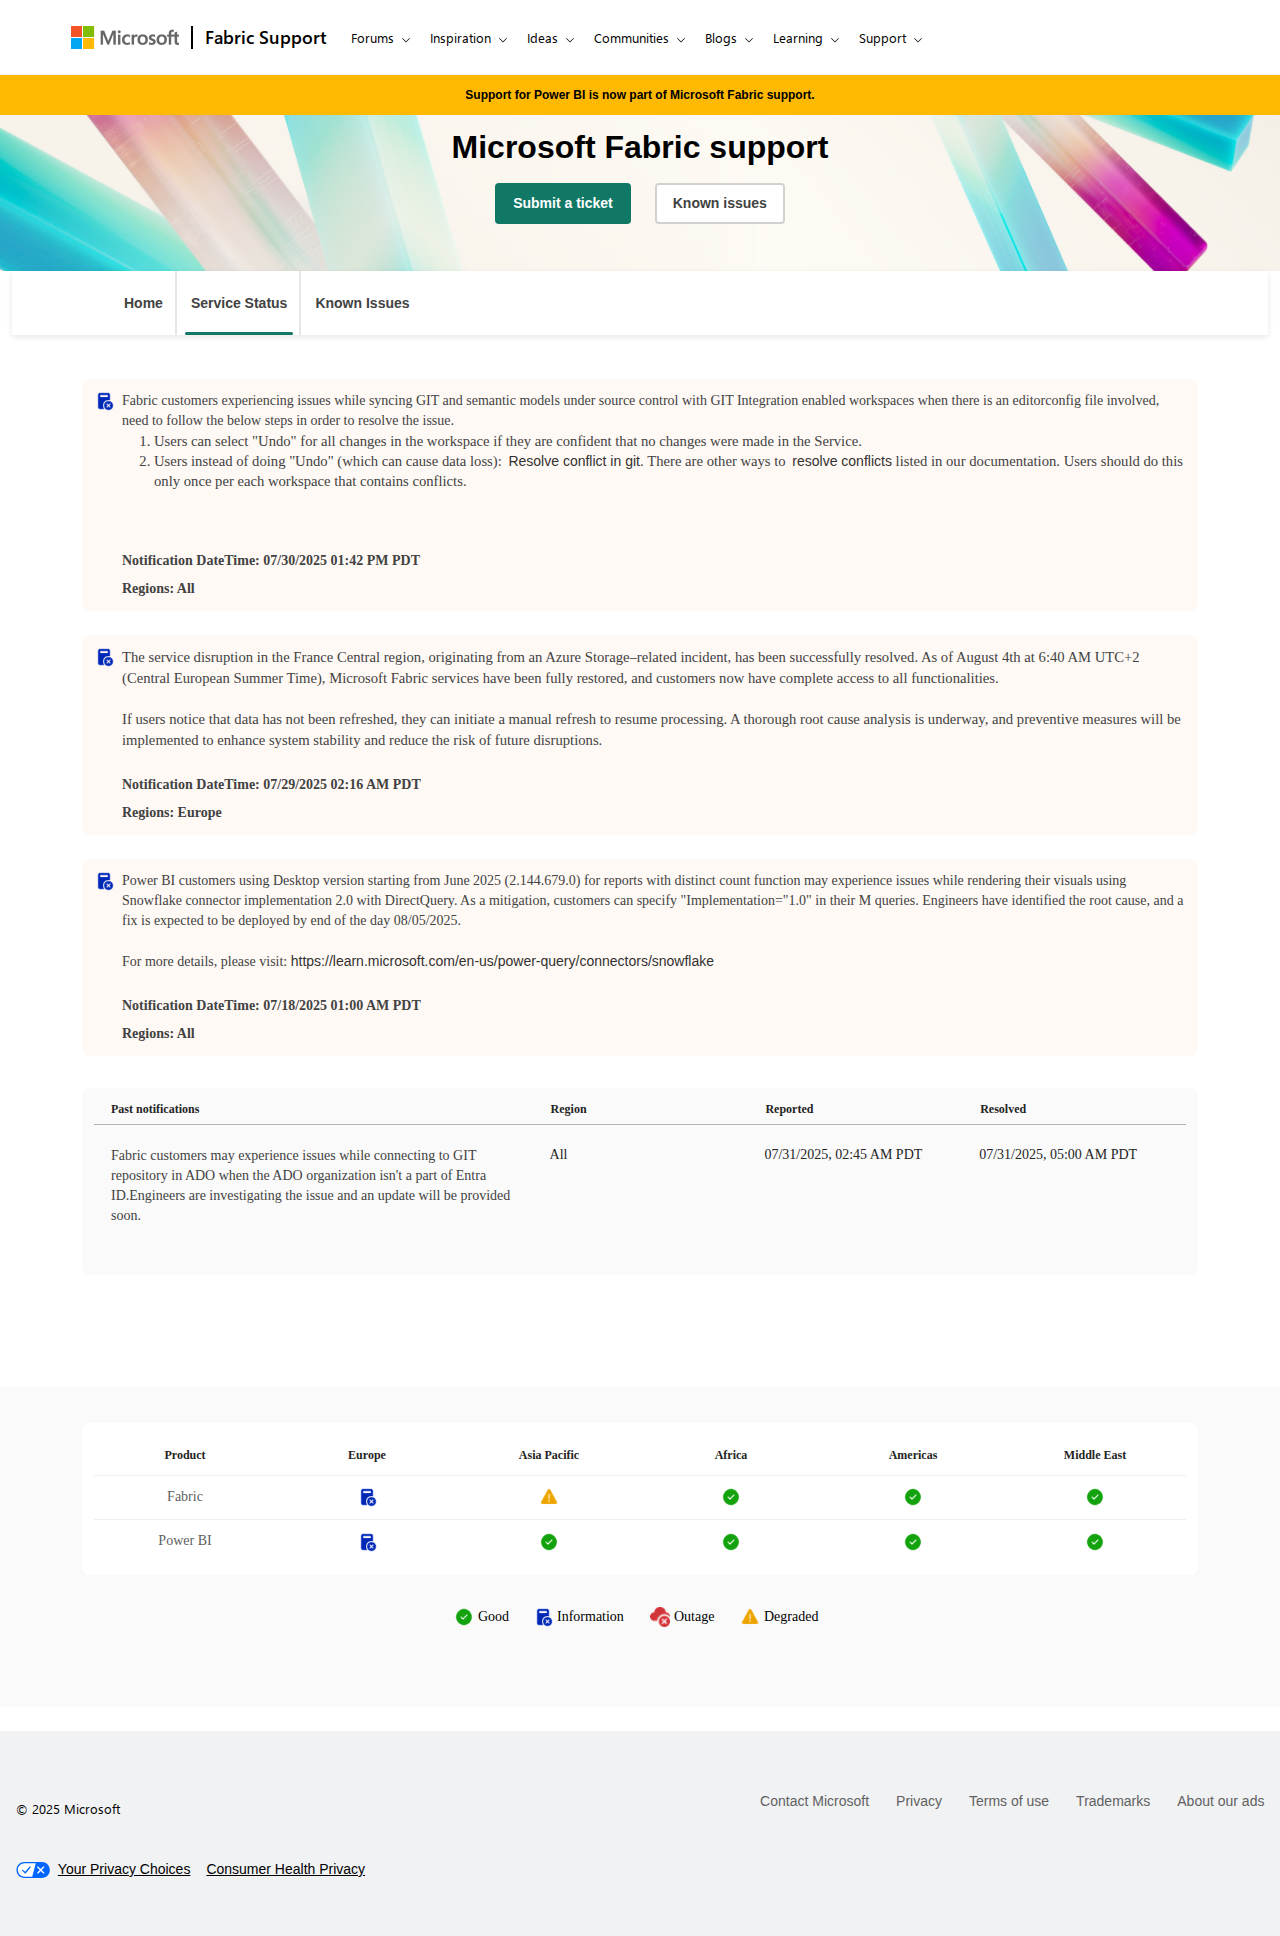 Microsoft | Fabric Support Forums Inspiration Ideas Communities Blogs Learning Support
Support for Power BI is now part of Microsoft Fabric support.
Microsoft Fabric support
Submit a ticket Known issues
Home Service Status Known Issues
Fabric customers experiencing issues while syncing GIT and semantic models under source control with GIT Integration enabled workspaces when there is an editorconfig file involved,
need to follow the below steps in order to resolve the issue.
1. Users can select "Undo" for all changes in the workspace if they are confident that no changes were made in the Service.
2. Users instead of doing "Undo" (which can cause data loss): Resolve conflict in git. There are other ways to resolve conflicts listed in our documentation. Users should do this
only once per each workspace that contains conflicts.
Notification DateTime: 07/30/2025 01:42 PM PDT
Regions: All
The service disruption in the France Central region, originating from an Azure Storage–related incident, has been successfully resolved. As of August 4th at 6:40 AM UTC+2
(Central European Summer Time), Microsoft Fabric services have been fully restored, and customers now have complete access to all functionalities.
If users notice that data has not been refreshed, they can initiate a manual refresh to resume processing. A thorough root cause analysis is underway, and preventive measures will be
implemented to enhance system stability and reduce the risk of future disruptions.
Notification DateTime: 07/29/2025 02:16 AM PDT
Regions: Europe
Power BI customers using Desktop version starting from June 2025 (2.144.679.0) for reports with distinct count function may experience issues while rendering their visuals using
Snowflake connector implementation 2.0 with DirectQuery. As a mitigation, customers can specify "Implementation="1.0" in their M queries. Engineers have identified the root cause, and a
fix is expected to be deployed by end of the day 08/05/2025.
For more details, please visit: https://learn.microsoft.com/en-us/power-query/connectors/snowflake
Notification DateTime: 07/18/2025 01:00 AM PDT
Regions: All
Past notifications Region Reported Resolved
Fabric customers may experience issues while connecting to GIT All 07/31/2025, 02:45 AM PDT 07/31/2025, 05:00 AM PDT
repository in ADO when the ADO organization isn't a part of Entra
ID.Engineers are investigating the issue and an update will be provided
soon.
Product Europe Asia Pacific Africa Americas Middle East
Fabric
Power BI
Good Information Outage Degraded
Contact Microsoft Privacy Terms of use Trademarks About our ads
© 2025 Microsoft
Your Privacy Choices Consumer Health Privacy